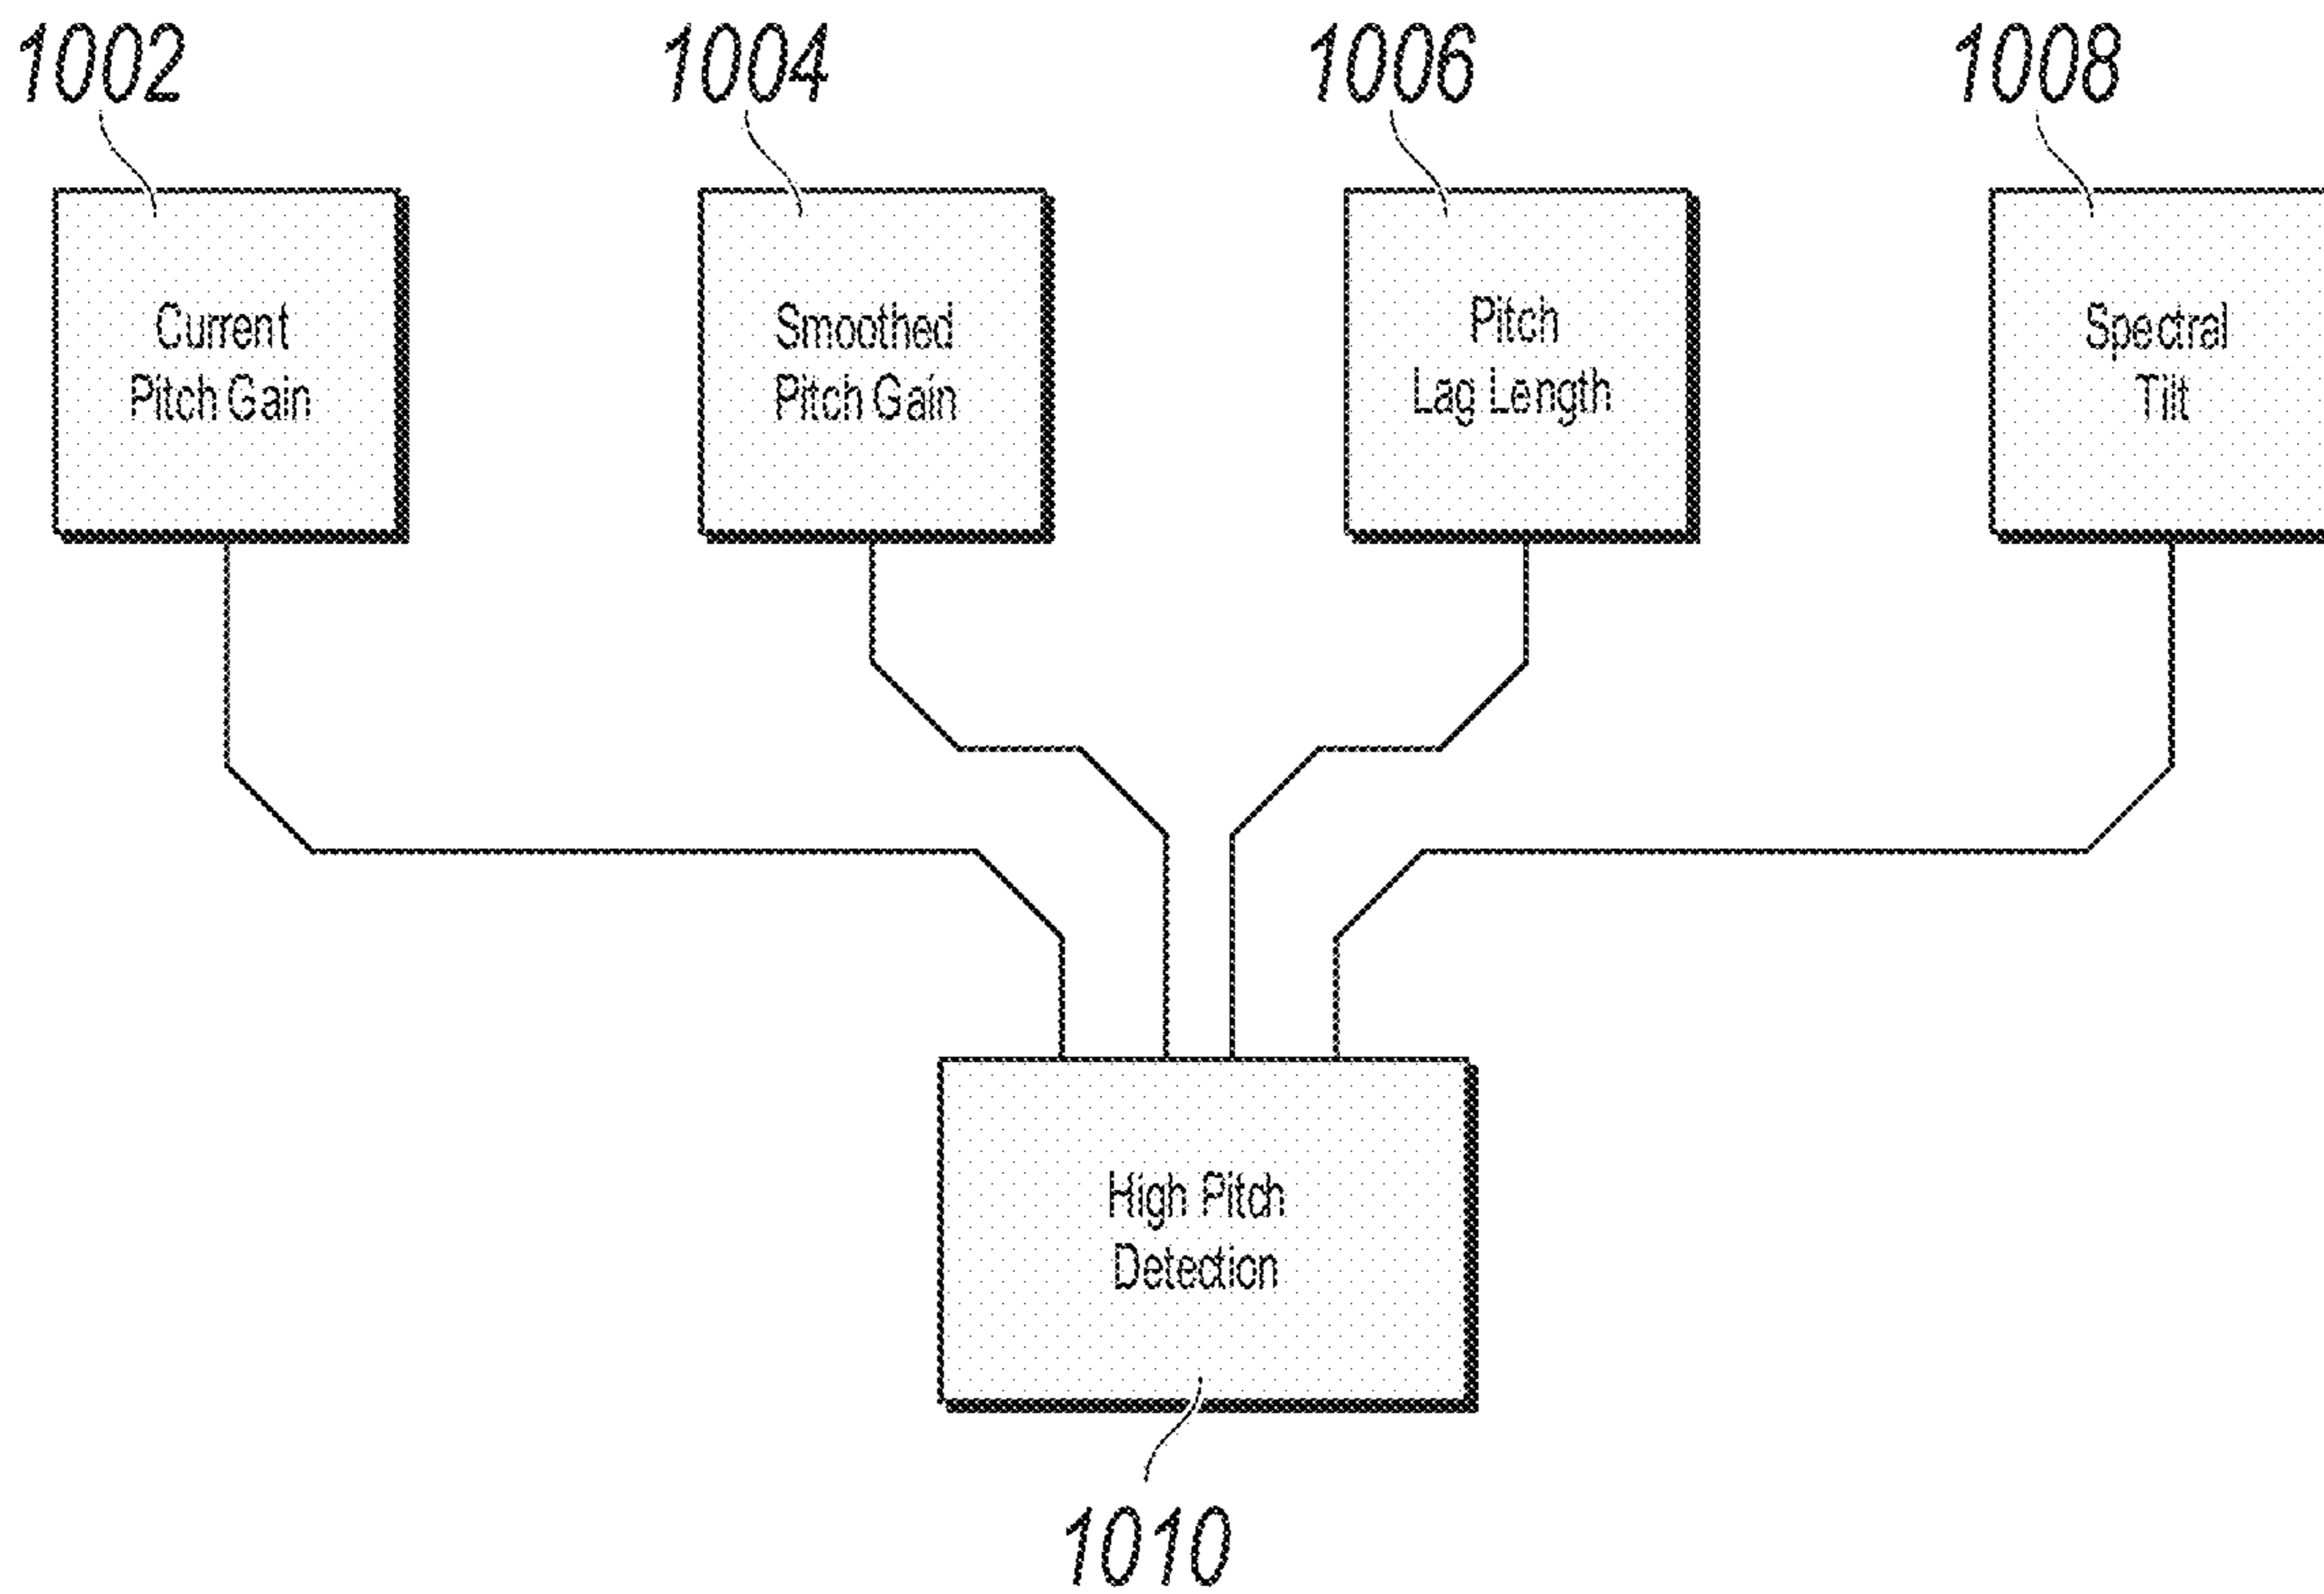 1002
1004
1006
1008
Current
Pitch Gain
Smoothed
Pitch Gain
Pitch
Lag Length
Spectral
Tilt
High Pitch
Detection
1010